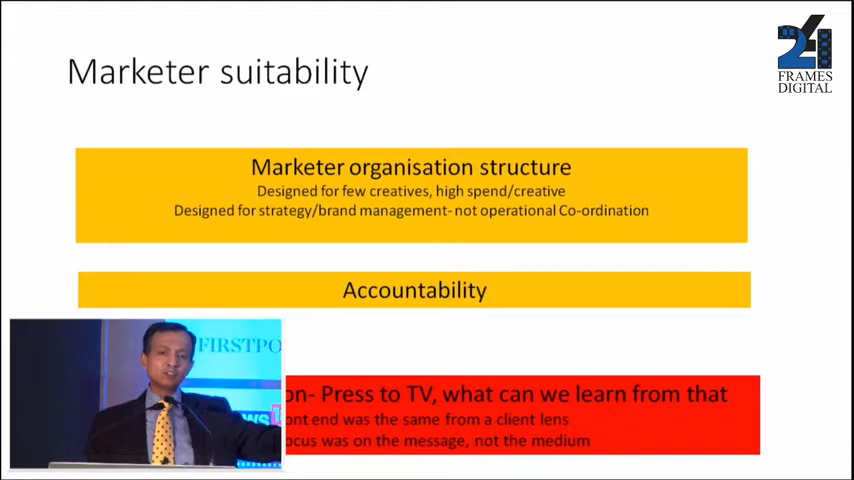 Marketer suitability
24
FRAMES
DIGITAL
Marketer organisation structure
Designed for few creatives, high spend/creative
Designed for strategy/brand management- not operational Co-ordination
Accountability
FIRSTPO
on- Press to TV, what can we learn from that
ont end was the same from a client lens
ocus was on the message, not the medium